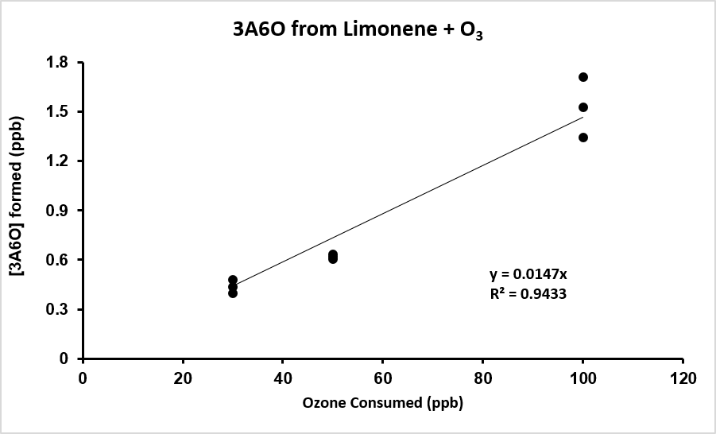 3A6O from Limonene + O₃
[3A6O] formed (ppb)
1.8
1.5
1.2
0.9
0.6
0.3
0
y = 0.0147x
R² = 0.9433
0 20 40 60 80 100 120
Ozone Consumed (ppb)